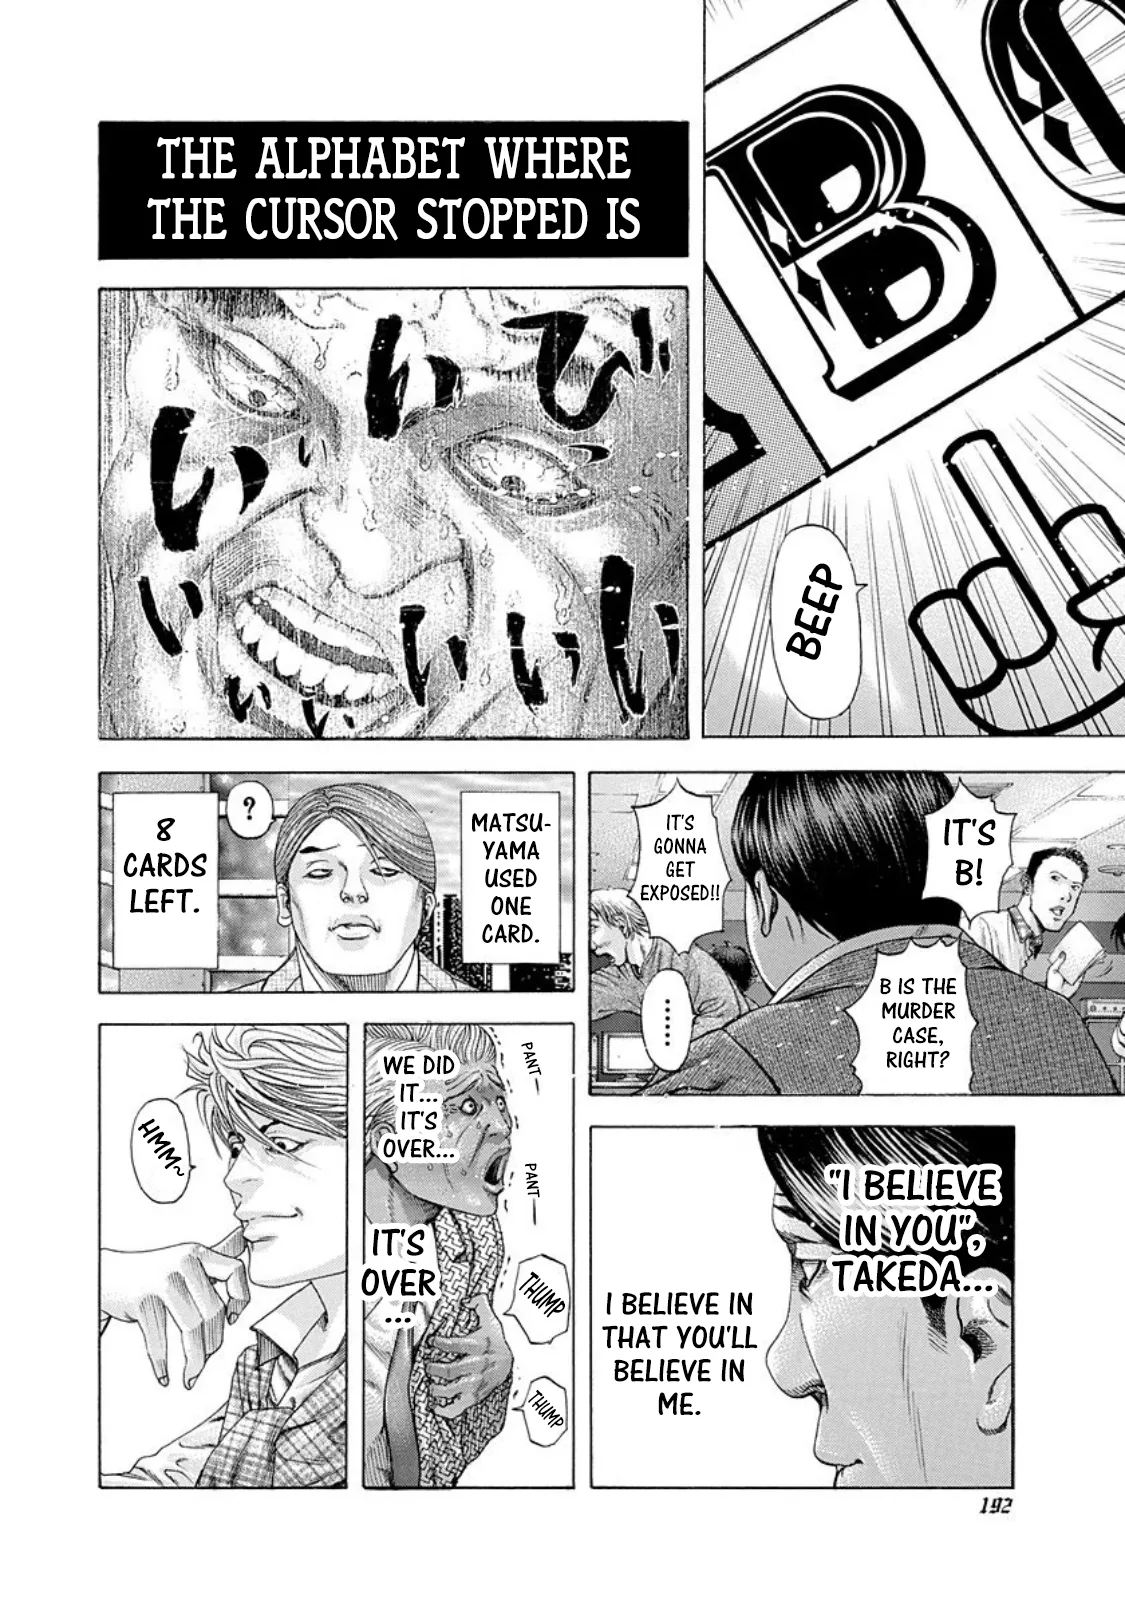 B
BEEP
THE ALPHABET WHERE
THE CURSOR STOPPED IS
びいいいいいいいいい
IT'S
B!
IT'S
GONNA
GET
EXPOSED!!
B IS THE
MURDER
CASE,
RIGHT?
......
MATSU-
YAMA
USED
ONE
CARD.
?
8
CARDS
LEFT.
"I BELIEVE
IN YOU",
TAKEDA...
I BELIEVE IN
THAT YOU'LL
BELIEVE IN
ME.
PANT—
WE DID
IT...
IT'S
OVER...
PANT—
IT'S
OVER
...
THUMP
THUMP
HMM~
192